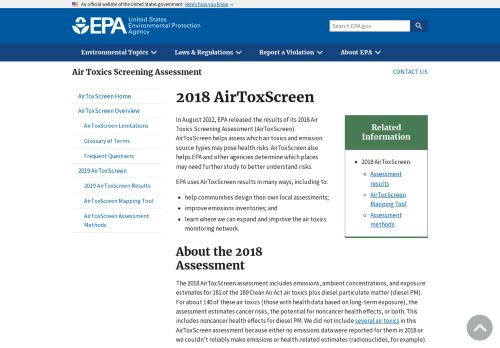 An official website of the United States government Here's how you know
EPA United States
Environmental Protection
Agency
Search EPA.gov
Environmental Topics Laws & Regulations Report a Violation About EPA
Air Toxics Screening Assessment
CONTACT US
AirToxScreen Home
AirToxScreen Overview
AirToxScreen Limitations
Glossary of Terms
Frequent Questions
2019 AirToxScreen
2019 AirToxScreen Results
AirToxScreen Mapping Tool
AirToxScreen Assessment
Methods
2018 AirToxScreen
In August 2022, EPA released the results of its 2018 Air
Toxics Screening Assessment (AirToxScreen).
AirToxScreen helps assess which air toxics and emission
source types may pose health risks. AirToxScreen also
helps EPA and other agencies determine which places
may need further study to better understand risks.
EPA uses AirToxScreen results in many ways, including to:
help communities design their own local assessments;
improve emissions inventories; and
learn where we can expand and improve the air toxics
monitoring network.
Related
Information
2018 AirToxScreen
Assessment
results
AirToxScreen
Mapping Tool
Assessment
methods
About the 2018
Assessment
The 2018 AirToxScreen assessment includes emissions, ambient concentrations, and exposure
estimates for 181 of the 189 Clean Air Act air toxics plus diesel particulate matter (diesel PM).
For about 140 of these air toxics (those with health data based on long-term exposure), the
assessment estimates cancer risks, the potential for noncancer health effects, or both. This
includes noncancer health effects for diesel PM. We did not include several air toxics in this
AirToxScreen assessment because either no emissions data were reported for them in 2018 or
we couldn't reliably make emissions or health-related estimates (radionuclides, for example).